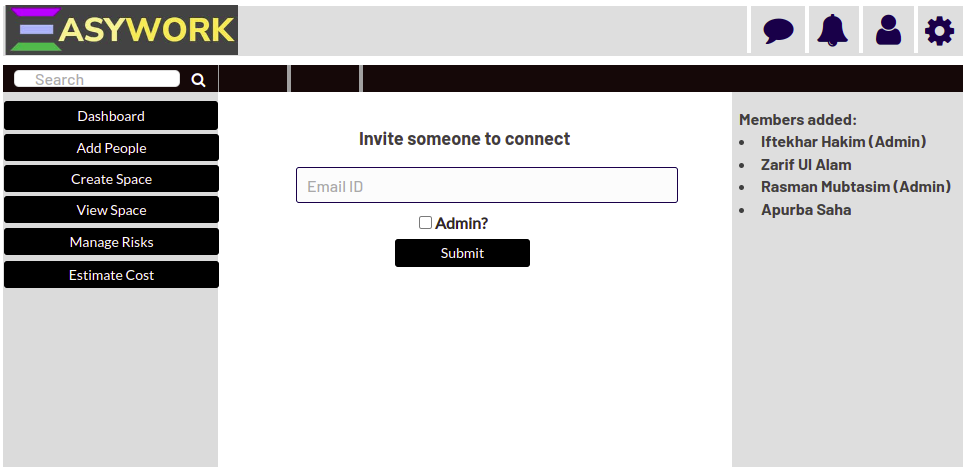 EASYWORK
Search
Dashboard
Add People
Create Space
View Space
Manage Risks
Estimate Cost
Invite someone to connect
Email ID
Admin?
Submit
Members added:
• Iftekhar Hakim (Admin)
• Zarif Ul Alam
• Rasman Mubtasim (Admin)
• Apurba Saha